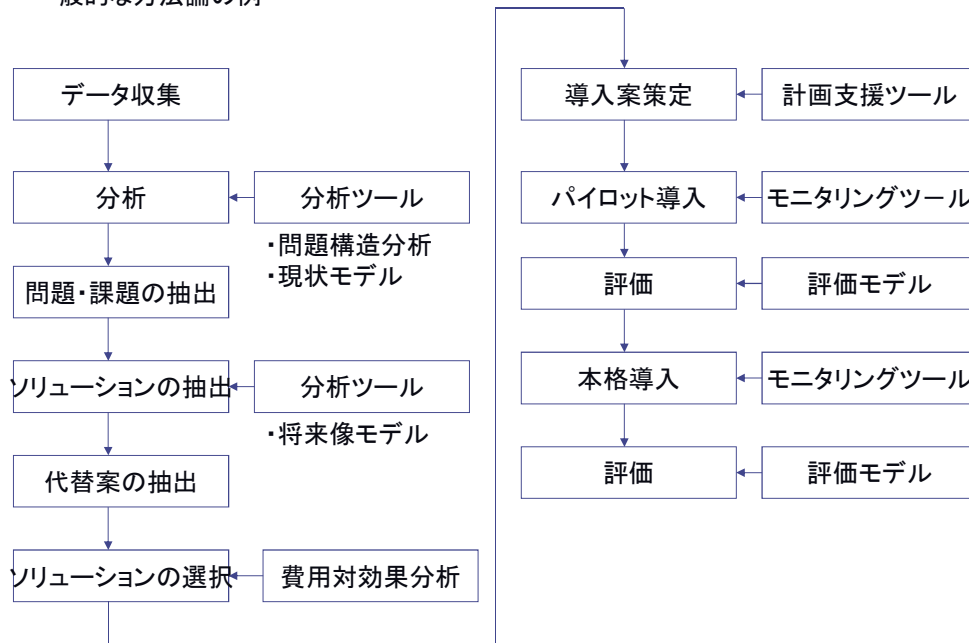 般的な方法論の例
データ収集
分析
分析ツール
・問題構造分析
・現状モデル
問題・課題の抽出
ソリューションの抽出
分析ツール
・将来像モデル
代替案の抽出
ソリューションの選択
費用対効果分析
導入案策定
計画支援ツール
パイロット導入
モニタリングツール
評価
評価モデル
本格導入
モニタリングツール
評価
評価モデル